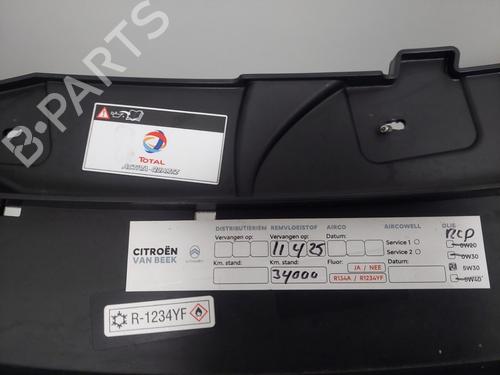 B-PARTS
TOTAL
ACTIVA-QUARTZ
DISTRIBUTIERIEM REMVLOEISTOF AIRCO AIRCOWELL OLIE
Vervangen op: Vervangen op: Datum: Service 1 RCP
11 4 25 Service 2 0W20
CITROËN
VAN BEEK
CITROËN
Km. stand: Km. stand: Fluor: JA / NEE Datum: 0W30
34000 R134A / R1234YF 5W30
5W40
R-1234YF